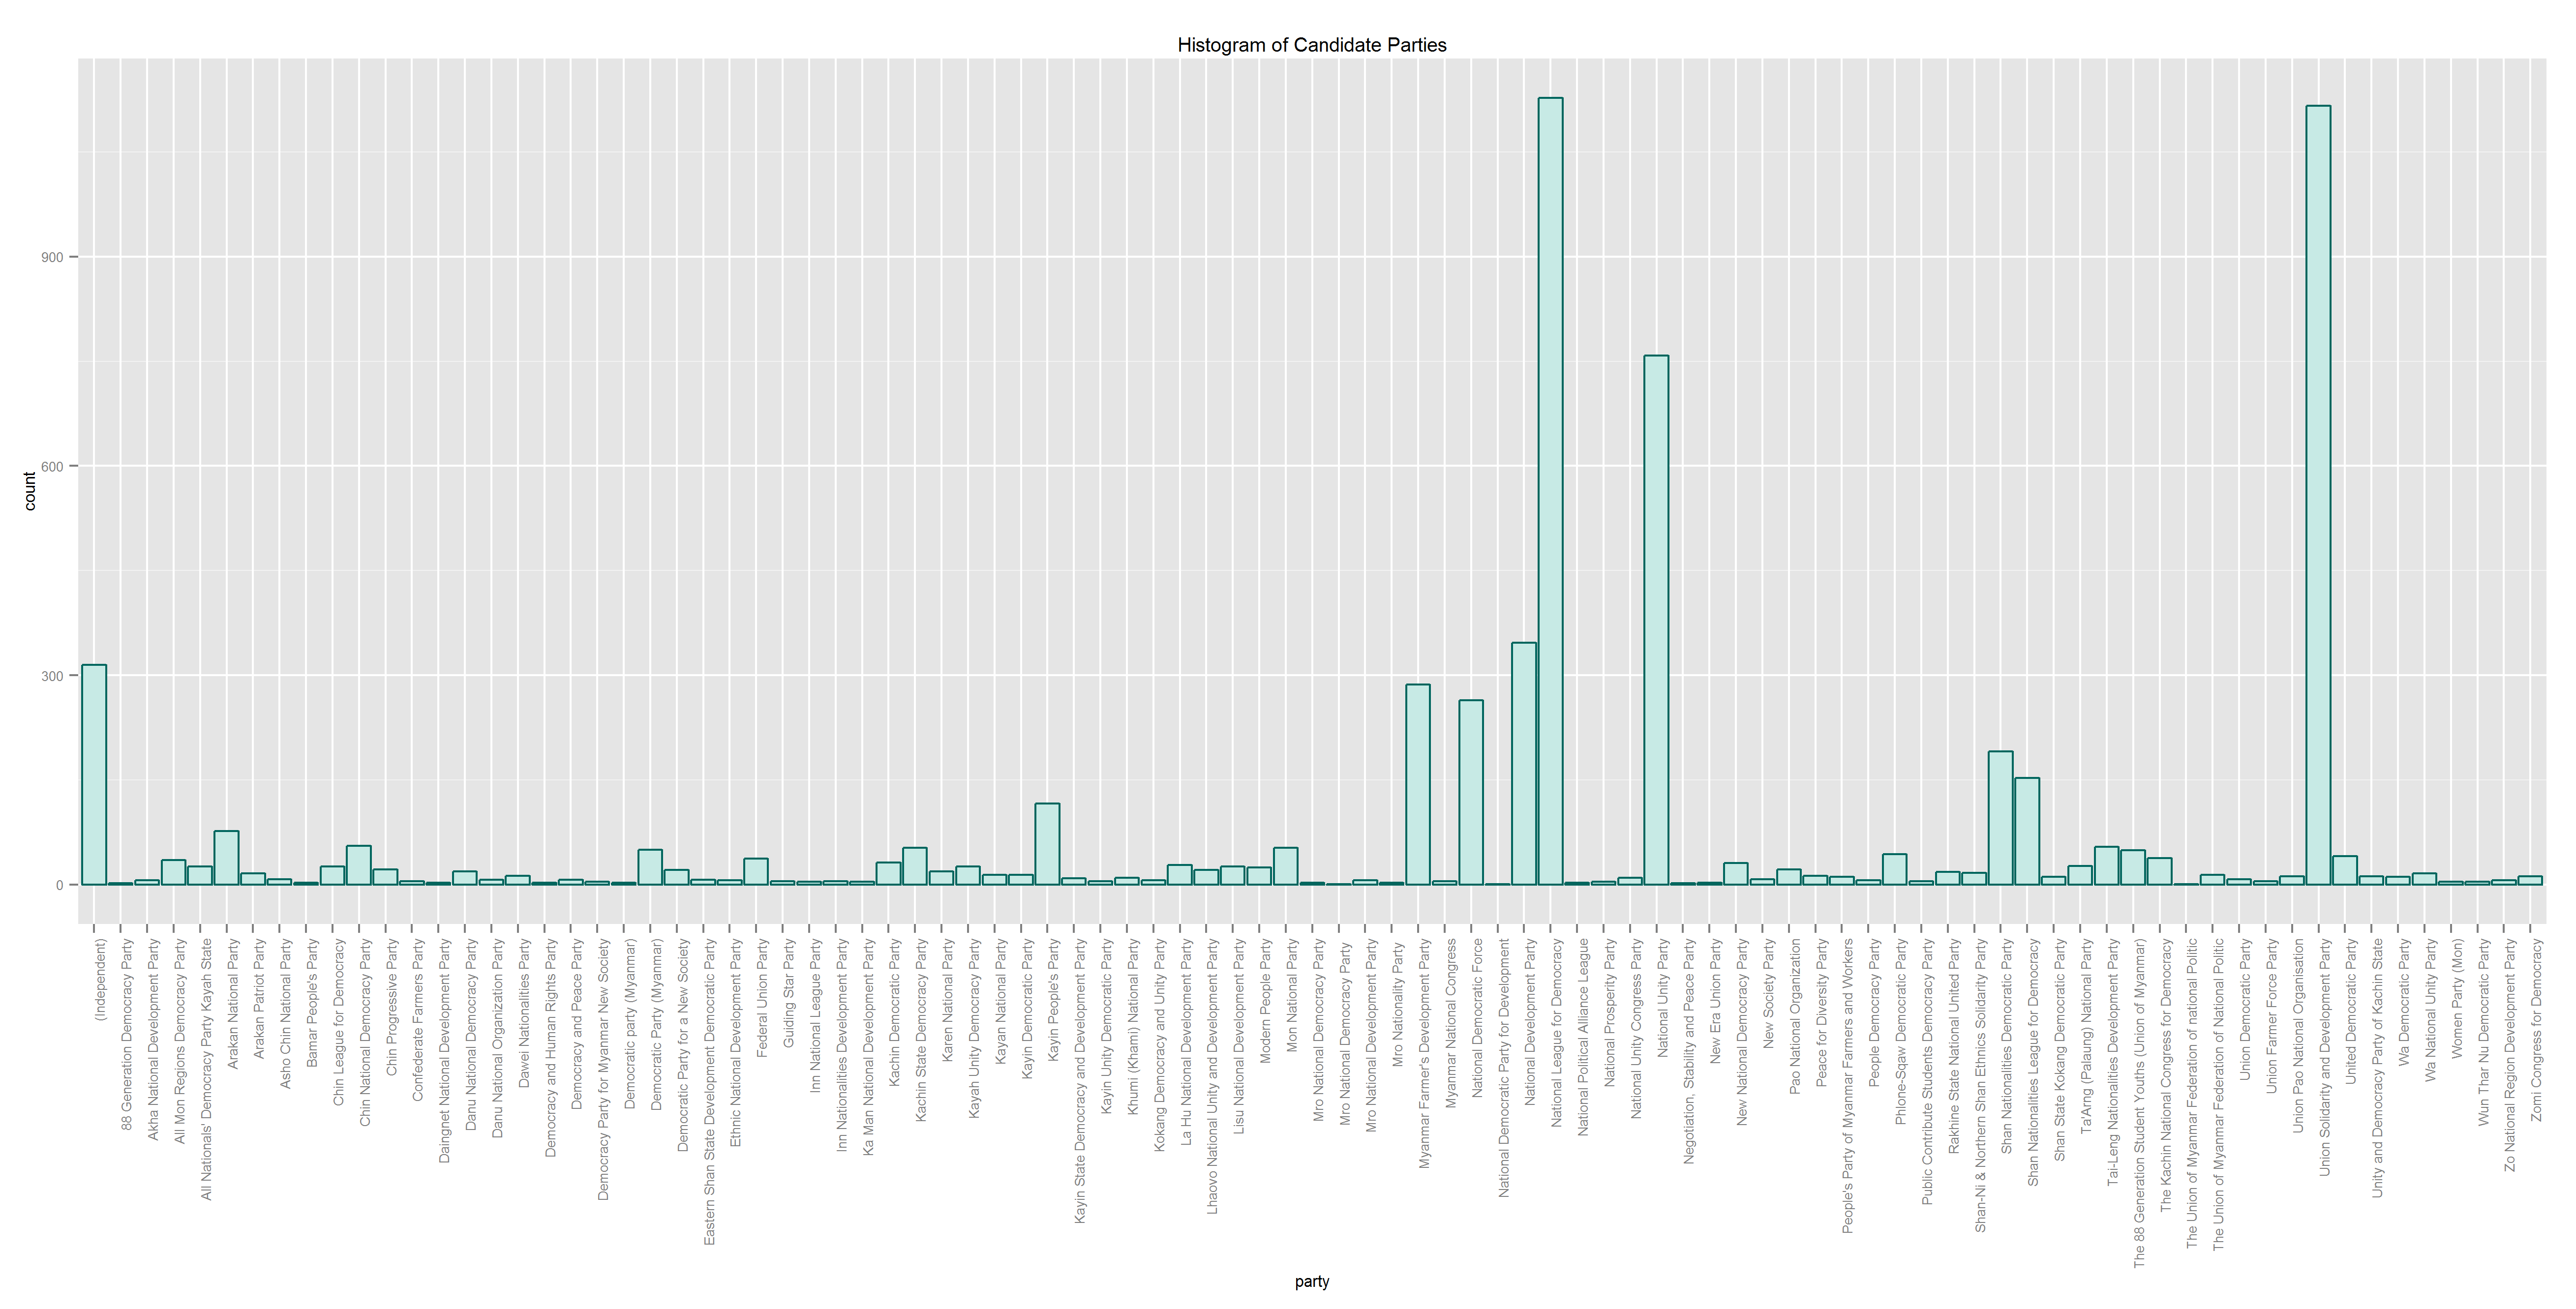 Histogram of Candidate Parties
count
900
600
300
0
(Independent)
88 Generation Democracy Party
Akha National Development Party
All Mon Regions Democracy Party
All Nationals' Democracy Party Kayah State
Arakan National Party
Arakan Patriot Party
Asho Chin National Party
Bamar People's Party
Chin League for Democracy
Chin National Democracy Party
Chin Progressive Party
Confederate Farmers Party
Daingnet National Development Party
Danu National Democracy Party
Danu National Organization Party
Dawei Nationalities Party
Democracy and Human Rights Party
Democracy and Peace Party
Democracy Party for Myanmar New Society
Democratic party (Myanmar)
Democratic Party (Myanmar)
Democratic Party for a New Society
Eastern Shan State Development Democratic Party
Ethnic National Development Party
Federal Union Party
Guiding Star Party
Inn National League Party
Inn Nationalities Development Party
Ka Man National Development Party
Kachin Democratic Party
Kachin State Democracy Party
Karen National Party
Kayah Unity Democracy Party
Kayan National Party
Kayin Democratic Party
Kayin People's Party
Kayin State Democracy and Development Party
Kayin Unity Democratic Party
Khumi (Khami) National Party
Kokang Democracy and Unity Party
La Hu National Development Party
Lhaovo National Unity and Development Party
Lisu National Development Party
Modern People Party
Mon National Party
Mro National Democracy Party
Mro National Democracy Party
Mro National Development Party
Mro Nationality Party
Myanmar Farmer's Development Party
Myanmar National Congress
National Democratic Force
National Democratic Party for Development
National Development Party
National League for Democracy
National Political Alliance League
National Prosperity Party
National Unity Congress Party
National Unity Party
Negotiation, Stability and Peace Party
New Era Union Party
New National Democracy Party
New Society Party
Pao National Organization
Peace for Diversity Party
People's Party of Myanmar Farmers and Workers
People Democracy Party
Phlone-Sqaw Democratic Party
Public Contribute Students Democracy Party
Rakhine State National United Party
Shan-Ni & Northern Shan Ethnics Solidarity Party
Shan Nationalities Democratic Party
Shan Nationalities League for Democracy
Shan State Kokang Democratic Party
Ta'Arng (Palaung) National Party
Tai-Leng Nationalities Development Party
The 88 Generation Student Youths (Union of Myanmar)
The Kachin National Congress for Democracy
The Union of Myanmar Federation of national Politic
The Union of Myanmar Federation of National Politic
Union Democratic Party
Union Farmer Force Party
Union Pao National Organisation
Union Solidarity and Development Party
United Democratic Party
Unity and Democracy Party of Kachin State
Wa Democratic Party
Wa National Unity Party
Women Party (Mon)
Wun Thar Nu Democratic Party
Zo National Region Development Party
Zomi Congress for Democracy
party